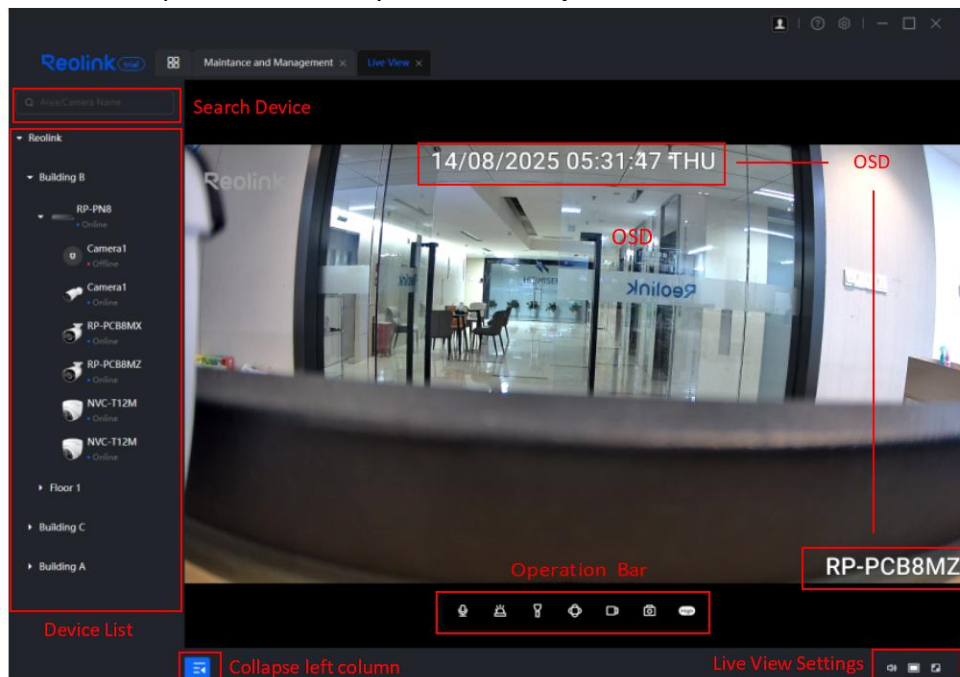 Reolink trial
Maintance and Management
Live View
Area/Camera Name
Search Device
Reolink
Building B
RP-PN8
Online
Camera1
Offline
Camera1
Online
RP-PCB8MX
Online
RP-PCB8MZ
Online
NVC-T12M
Online
NVC-T12M
Online
Floor 1
Building C
Building A
Device List
14/08/2025 05:31:47 THU
OSD
Reolink
OSD
Reolink
RP-PCB8MZ
Operation Bar
Collapse left column
Live View Settings